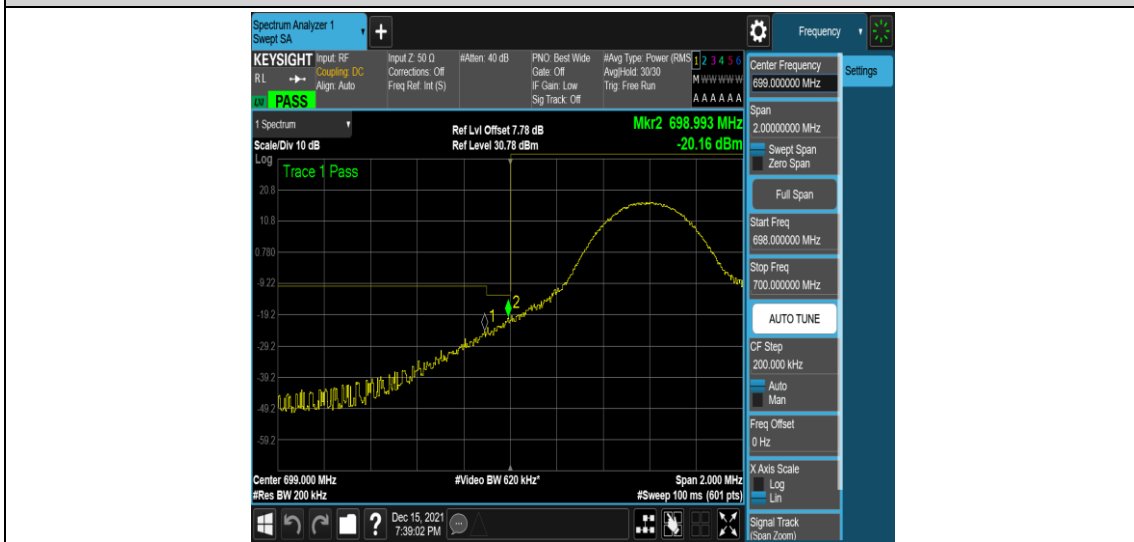 Spectrum Analyzer 1
Swept SA
+
Frequency
KEYSIGHT
RL
LXI
PASS
Input: RF
Coupling: DC
Align: Auto
Input Z: 50 Ω
Corrections: Off
Freq Ref: Int (S)
#Atten: 40 dB
PNO: Best Wide
Gate: Off
IF Gain: Low
Sig Track: Off
#Avg Type: Power (RMS
Avg|Hold: 30/30
Trig: Free Run
1 2 3 4 5 6
M W W W W W
A A A A A A
1 Spectrum
Scale/Div 10 dB
Ref Lvl Offset 7.78 dB
Ref Level 30.78 dBm
Mkr2 698.993 MHz
-20.16 dBm
Log
Trace 1 Pass
20.8
10.8
0.780
-9.22
-19.2
-29.2
-39.2
-49.2
-59.2
1
2
Center 699.000 MHz
#Res BW 200 kHz
#Video BW 620 kHz*
Span 2.000 MHz
#Sweep 100 ms (601 pts)
?
Dec 15, 2021
7:39:02 PM
Center Frequency
699.000000 MHz
Settings
Span
2.00000000 MHz
Swept Span
Zero Span
Full Span
Start Freq
698.000000 MHz
Stop Freq
700.000000 MHz
AUTO TUNE
CF Step
200.000 kHz
Auto
Man
Freq Offset
0 Hz
X Axis Scale
Log
Lin
Signal Track
(Span Zoom)